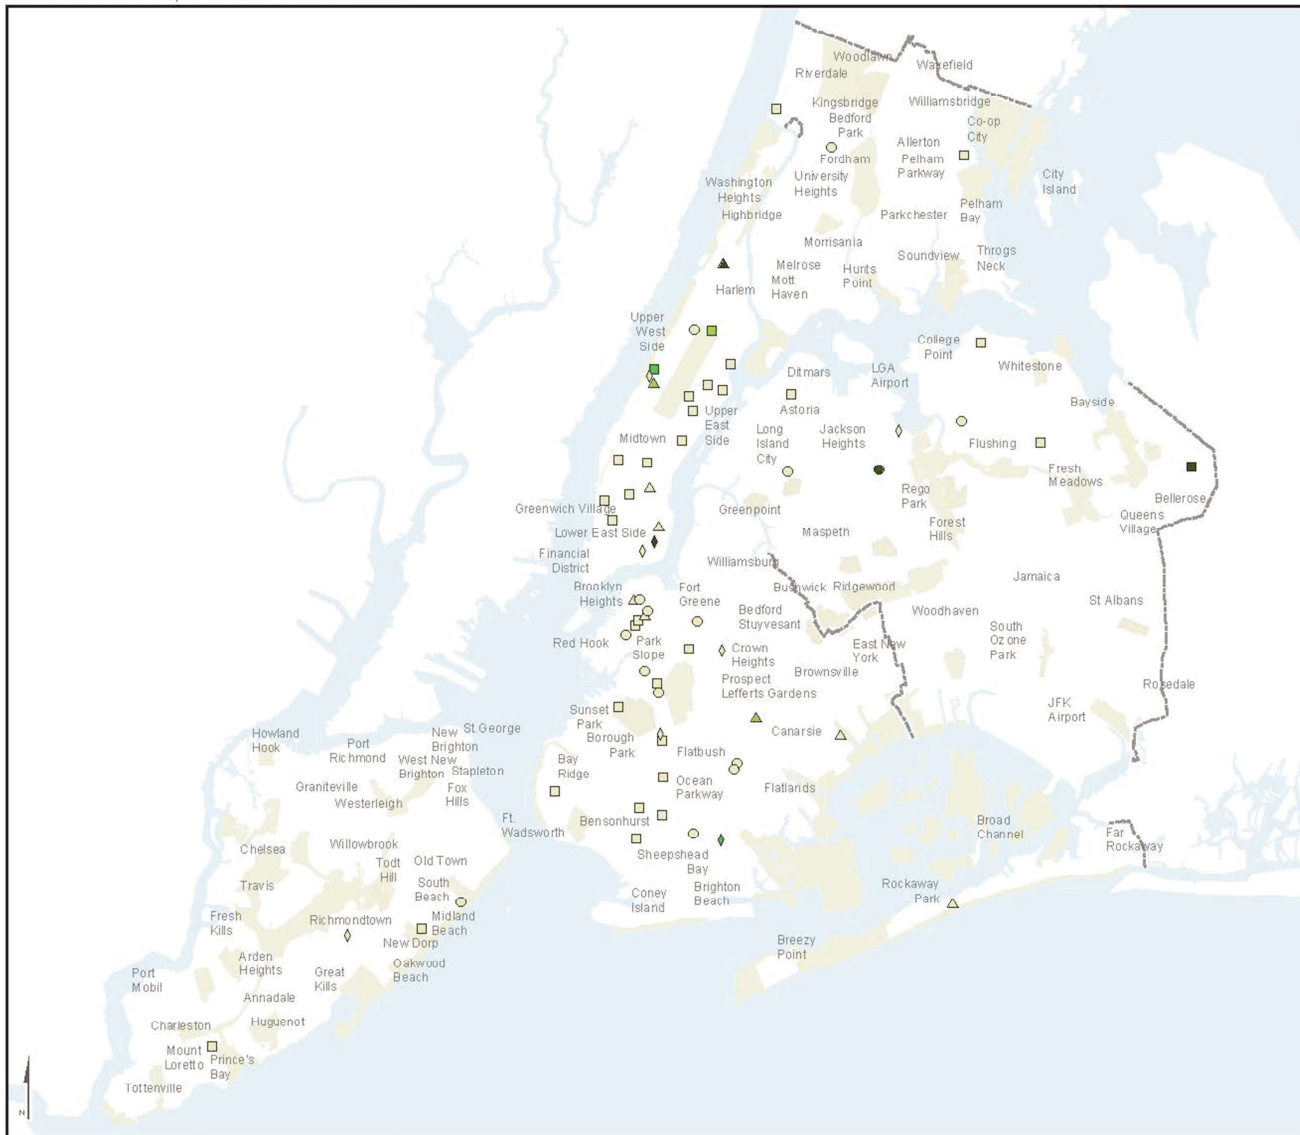 Woodlawn
Wakefield
Riverdale
Kingsbridge
Williamsbridge
Bedford
Park
Co-op
City
Allerton
Fordham
Pelham
Parkway
University
Heights
City
Island
Washington
Heights
Highbridge
Pelham
Bay
Parkchester
Morrisania
Soundview
Throgs
Neck
Melrose
Mott
Haven
Hunts
Point
Harlem
Upper
West
Side
College
Point
Whitestone
Ditmars
LGA
Airport
Bayside
Astoria
Upper
East
Side
Midtown
Long
Island
City
Jackson
Heights
Flushing
Fresh
Meadows
Bellerose
Queens
Village
Rego
Park
Forest
Hills
Greenwich Village
Greenpoint
Lower East Side
Maspeth
Financial
District
Williamsburg
Jamaica
Brooklyn
Heights
Fort
Greene
Bushwick
Ridgewood
St Albans
Bedford
Stuyvesant
Woodhaven
South
Ozone
Park
Red Hook
Park
Slope
Crown
Heights
East New
York
Brownsville
Prospect
Lefferts Gardens
Rosedale
JFK
Airport
Sunset
Park
Borough
Park
Canarsie
Flatbush
Howland
Hook
Port
Richmond
New
Brighton
St.George
West New
Brighton
Stapleton
Bay
Ridge
Ocean
Parkway
Flatlands
Graniteville
Westerleigh
Fox
Hills
Ft.
Wadsworth
Bensonhurst
Broad
Channel
Far
Rockaway
Chelsea
Willowbrook
Todt
Hill
Old Town
Sheepshead
Bay
Travis
South
Beach
Coney
Island
Brighton
Beach
Rockaway
Park
Fresh
Kills
Richmondtown
Midland
Beach
New Dorp
Breezy
Point
Arden
Heights
Great
Kills
Oakwood
Beach
Port
Mobil
Annadale
Charleston
Huguenot
Mount
Loretto
Prince's
Bay
Tottenville
N